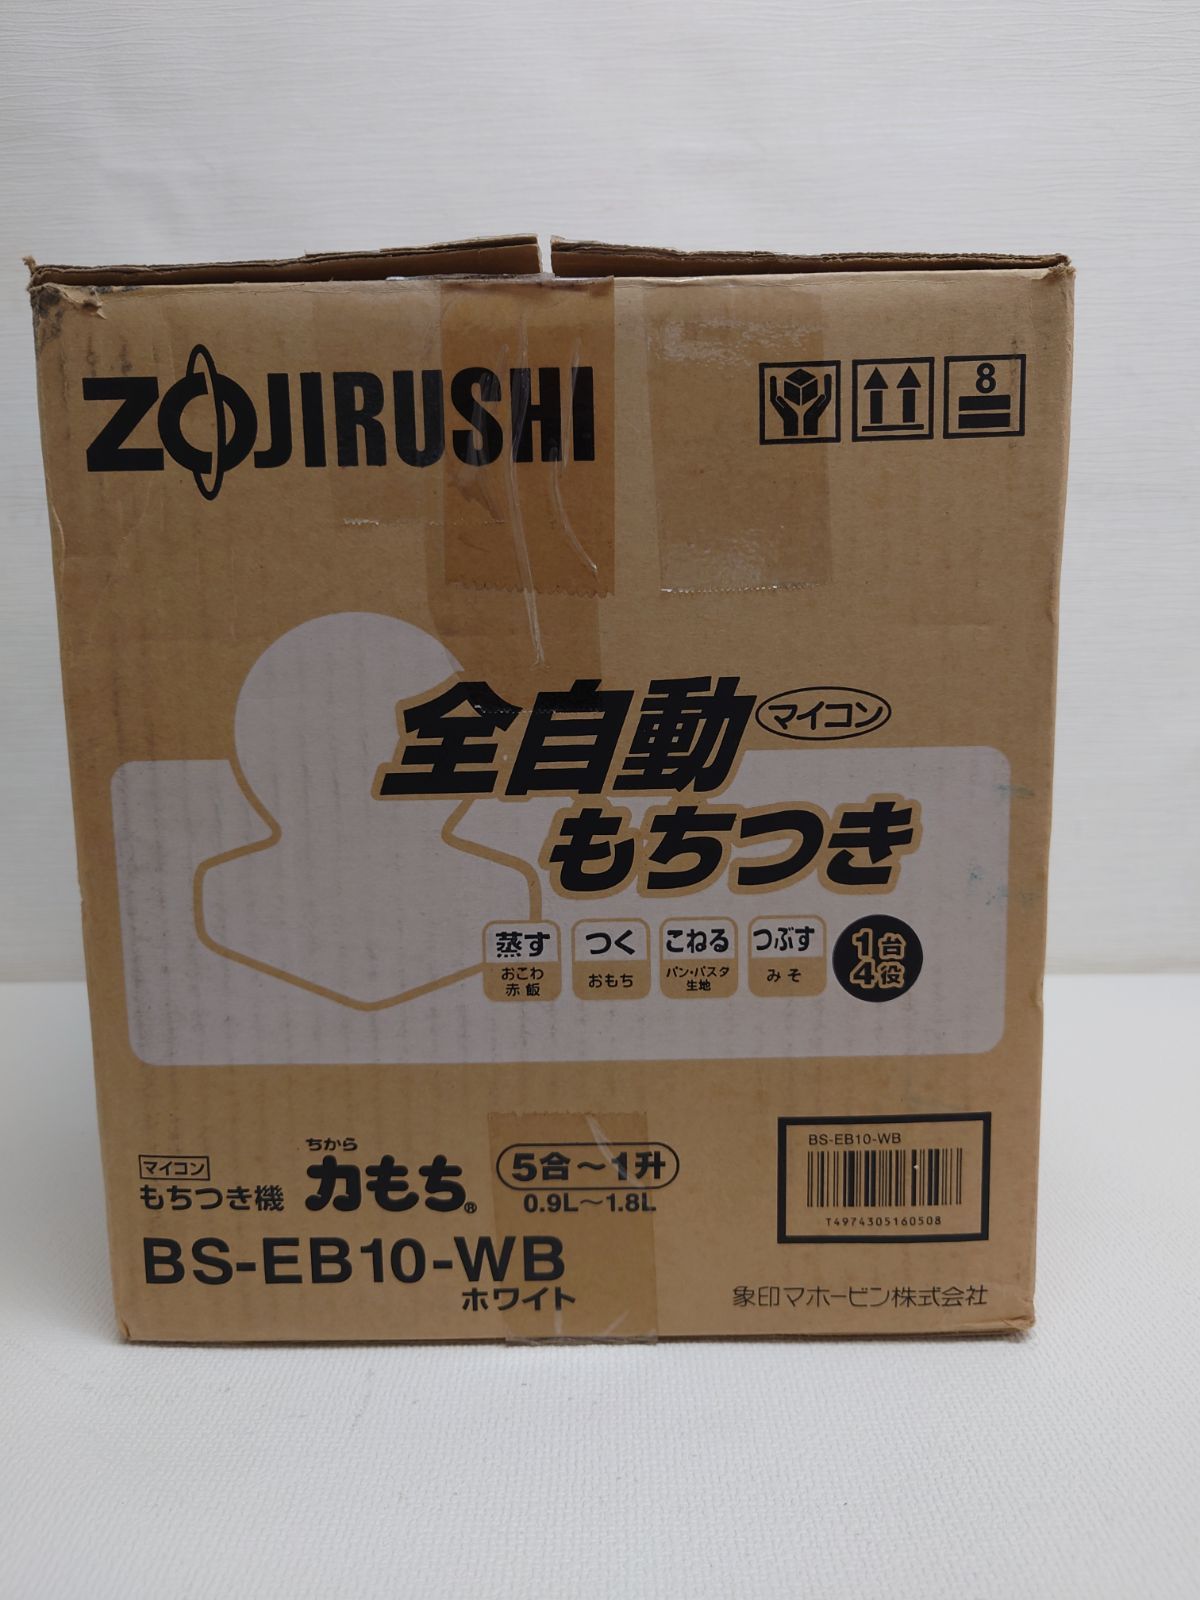 ZOJIRUSHI
8
全自動
マイコン
もちつき
蒸す
おこわ
赤飯
つく
おもち
こねる
パン・パスタ
生地
つぶす
みそ
1台
4役
マイコン
もちつき機
ちから
力もち®
5合～1升
0.9L～1.8L
BS-EB10-WB
ホワイト
BS-EB10-WB
T4974305160508
象印マホービン株式会社